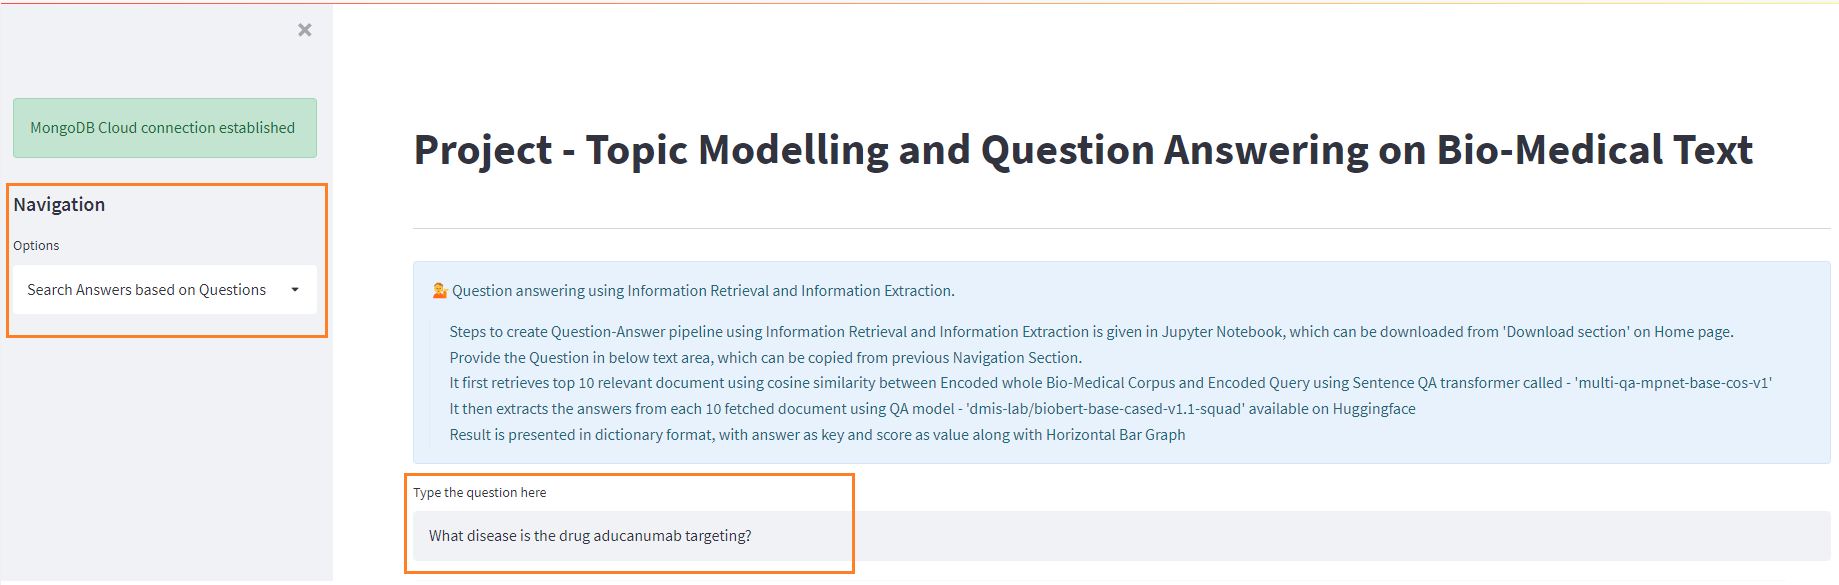 MongoDB Cloud connection established
Navigation
Options
Search Answers based on Questions
Project - Topic Modelling and Question Answering on Bio-Medical Text
Question answering using Information Retrieval and Information Extraction.
Steps to create Question-Answer pipeline using Information Retrieval and Information Extraction is given in Jupyter Notebook, which can be downloaded from 'Download section' on Home page.
Provide the Question in below text area, which can be copied from previous Navigation Section.
It first retrieves top 10 relevant document using cosine similarity between Encoded whole Bio-Medical Corpus and Encoded Query using Sentence QA transformer called - 'multi-qa-mpnet-base-cos-v1'
It then extracts the answers from each 10 fetched document using QA model - 'dmis-lab/biobert-base-cased-v1.1-squad' available on Huggingface
Result is presented in dictionary format, with answer as key and score as value along with Horizontal Bar Graph
Type the question here
What disease is the drug aducanumab targeting?